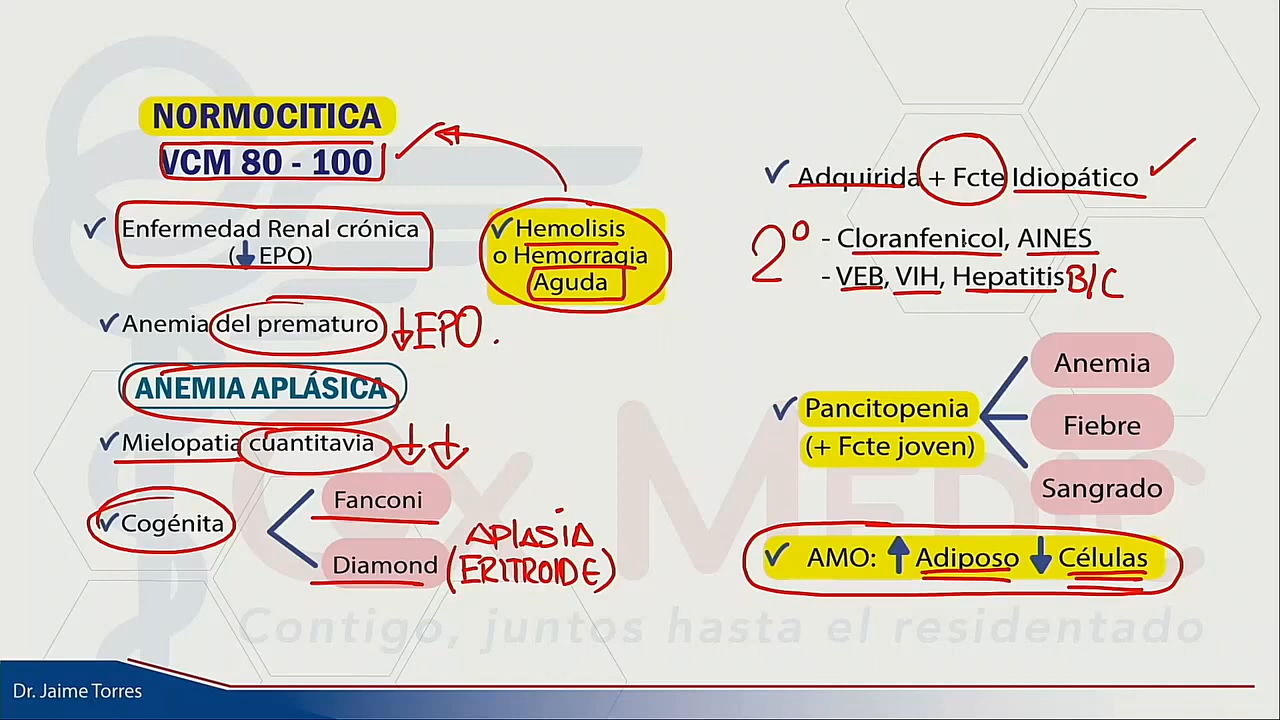 NORMOCITICA
VCM 80 - 100
✓ Enfermedad Renal crónica
(↓ EPO)
✓ Hemolisis
o Hemorragia
Aguda
✓ Anemia del prematuro ↓ EPO.
ANEMIA APLÁSICA
✓ Mielopatia cuantitavia ↓ ↓
✓ Cogénita
Fanconi
Diamond (APLASIA ERITROIDE)
✓ Adquirida + Fcte Idiopático ✓
2º
- Cloranfenicol, AINES
- VEB, VIH, Hepatitis B/C
✓ Pancitopenia
(+ Fcte joven)
Anemia
Fiebre
Sangrado
✓ AMO: ↑ Adiposo ↓ Células
Contigo, juntos hasta el residentado
Dr. Jaime Torres